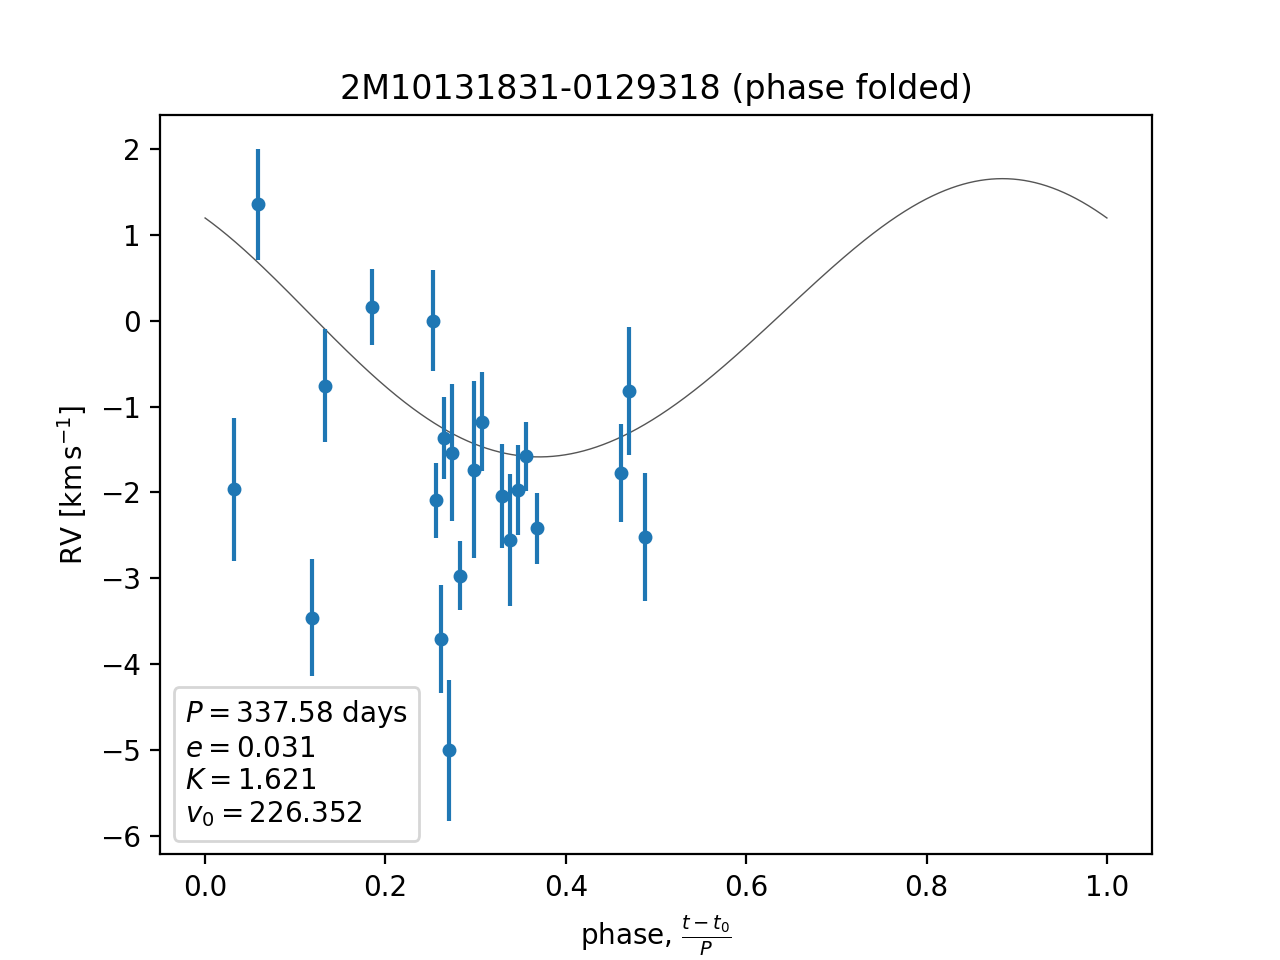 2M10131831-0129318 (phase folded)
2
1
0
−1
−2
−3
−4
−5
−6
RV [km s⁻¹]
P = 337.58 days
e = 0.031
K = 1.621
v₀ = 226.352
0.0 0.2 0.4 0.6 0.8 1.0
phase, (t − t₀)/P